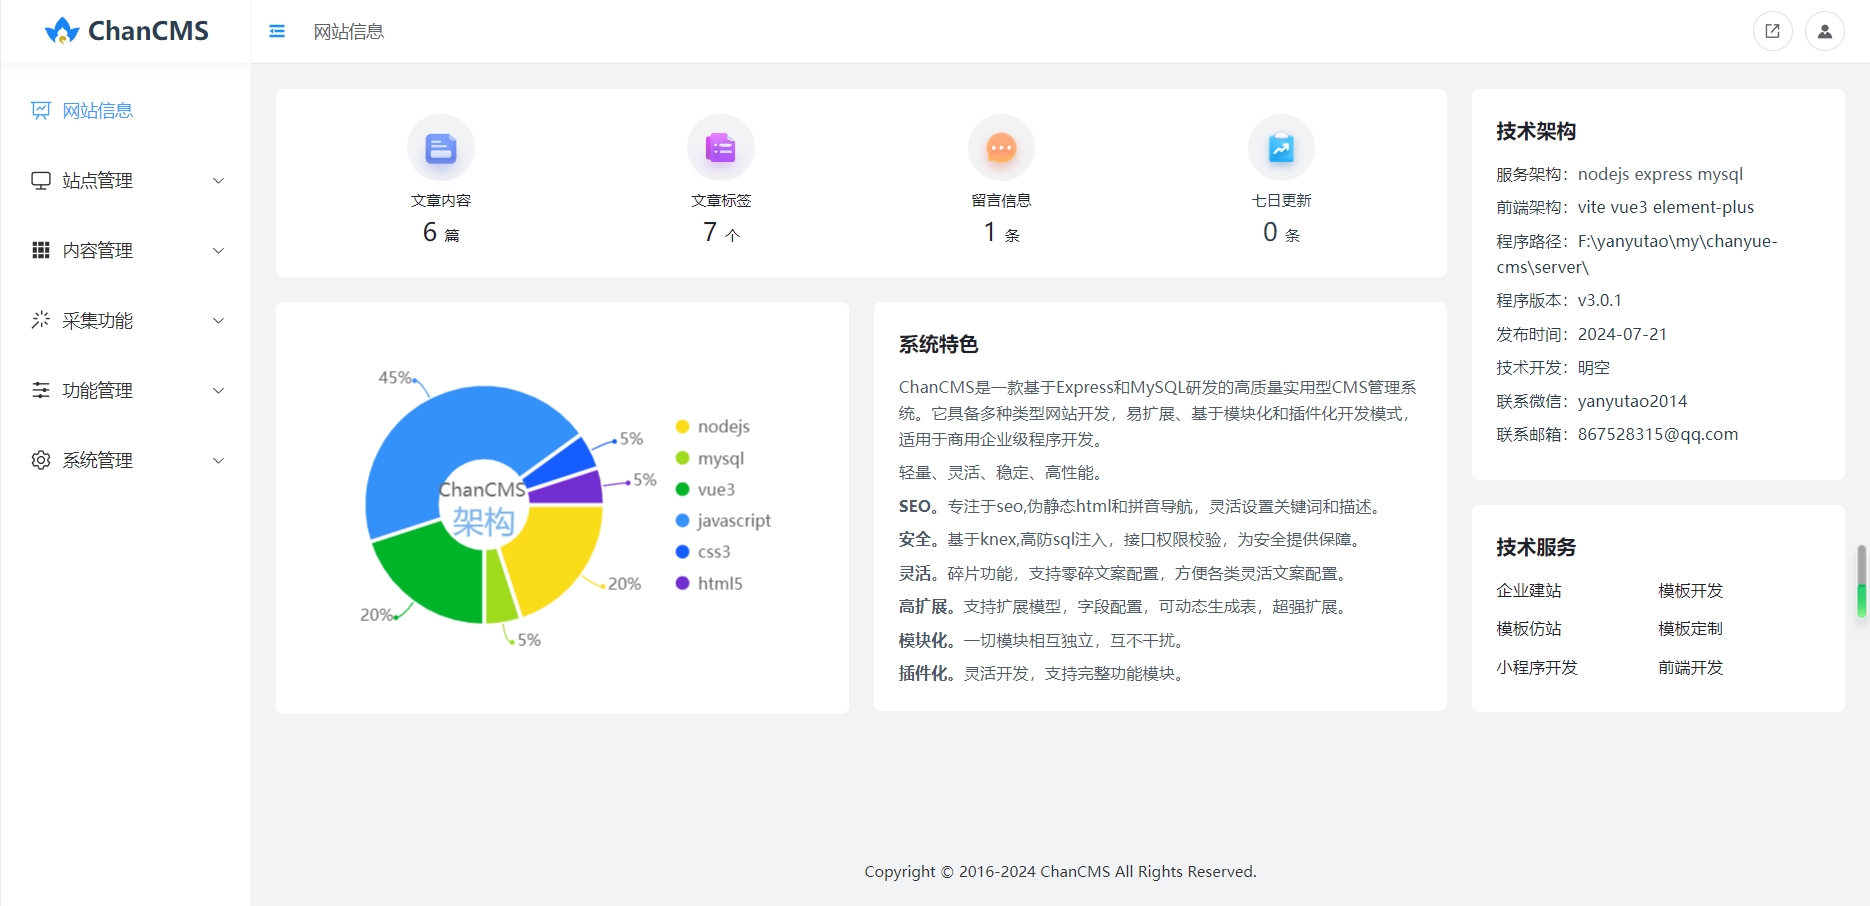 ChanCMS
网站信息
网站信息
站点管理
内容管理
采集功能
功能管理
系统管理
文章内容
6 篇
文章标签
7 个
留言信息
1 条
七日更新
0 条
45%
5%
5%
20%
5%
20%
ChanCMS
架构
nodejs
mysql
vue3
javascript
css3
html5
系统特色
ChanCMS是一款基于Express和MySQL研发的高质量实用型CMS管理系
统。它具备多种类型网站开发，易扩展、基于模块化和插件化开发模式，
适用于商用企业级程序开发。
轻量、灵活、稳定、高性能。
SEO。专注于seo,伪静态html和拼音导航，灵活设置关键词和描述。
安全。基于knex,高防sql注入，接口权限校验，为安全提供保障。
灵活。碎片功能，支持零碎文案配置，方便各类灵活文案配置。
高扩展。支持扩展模型，字段配置，可动态生成表，超强扩展。
模块化。一切模块相互独立，互不干扰。
插件化。灵活开发，支持完整功能模块。
技术架构
服务架构：nodejs express mysql
前端架构：vite vue3 element-plus
程序路径：F:\yanyutao\my\chanyue-
cms\server\
程序版本：v3.0.1
发布时间：2024-07-21
技术开发：明空
联系微信：yanyutao2014
联系邮箱：867528315@qq.com
技术服务
企业建站 模板开发
模板仿站 模板定制
小程序开发 前端开发
Copyright © 2016-2024 ChanCMS All Rights Reserved.